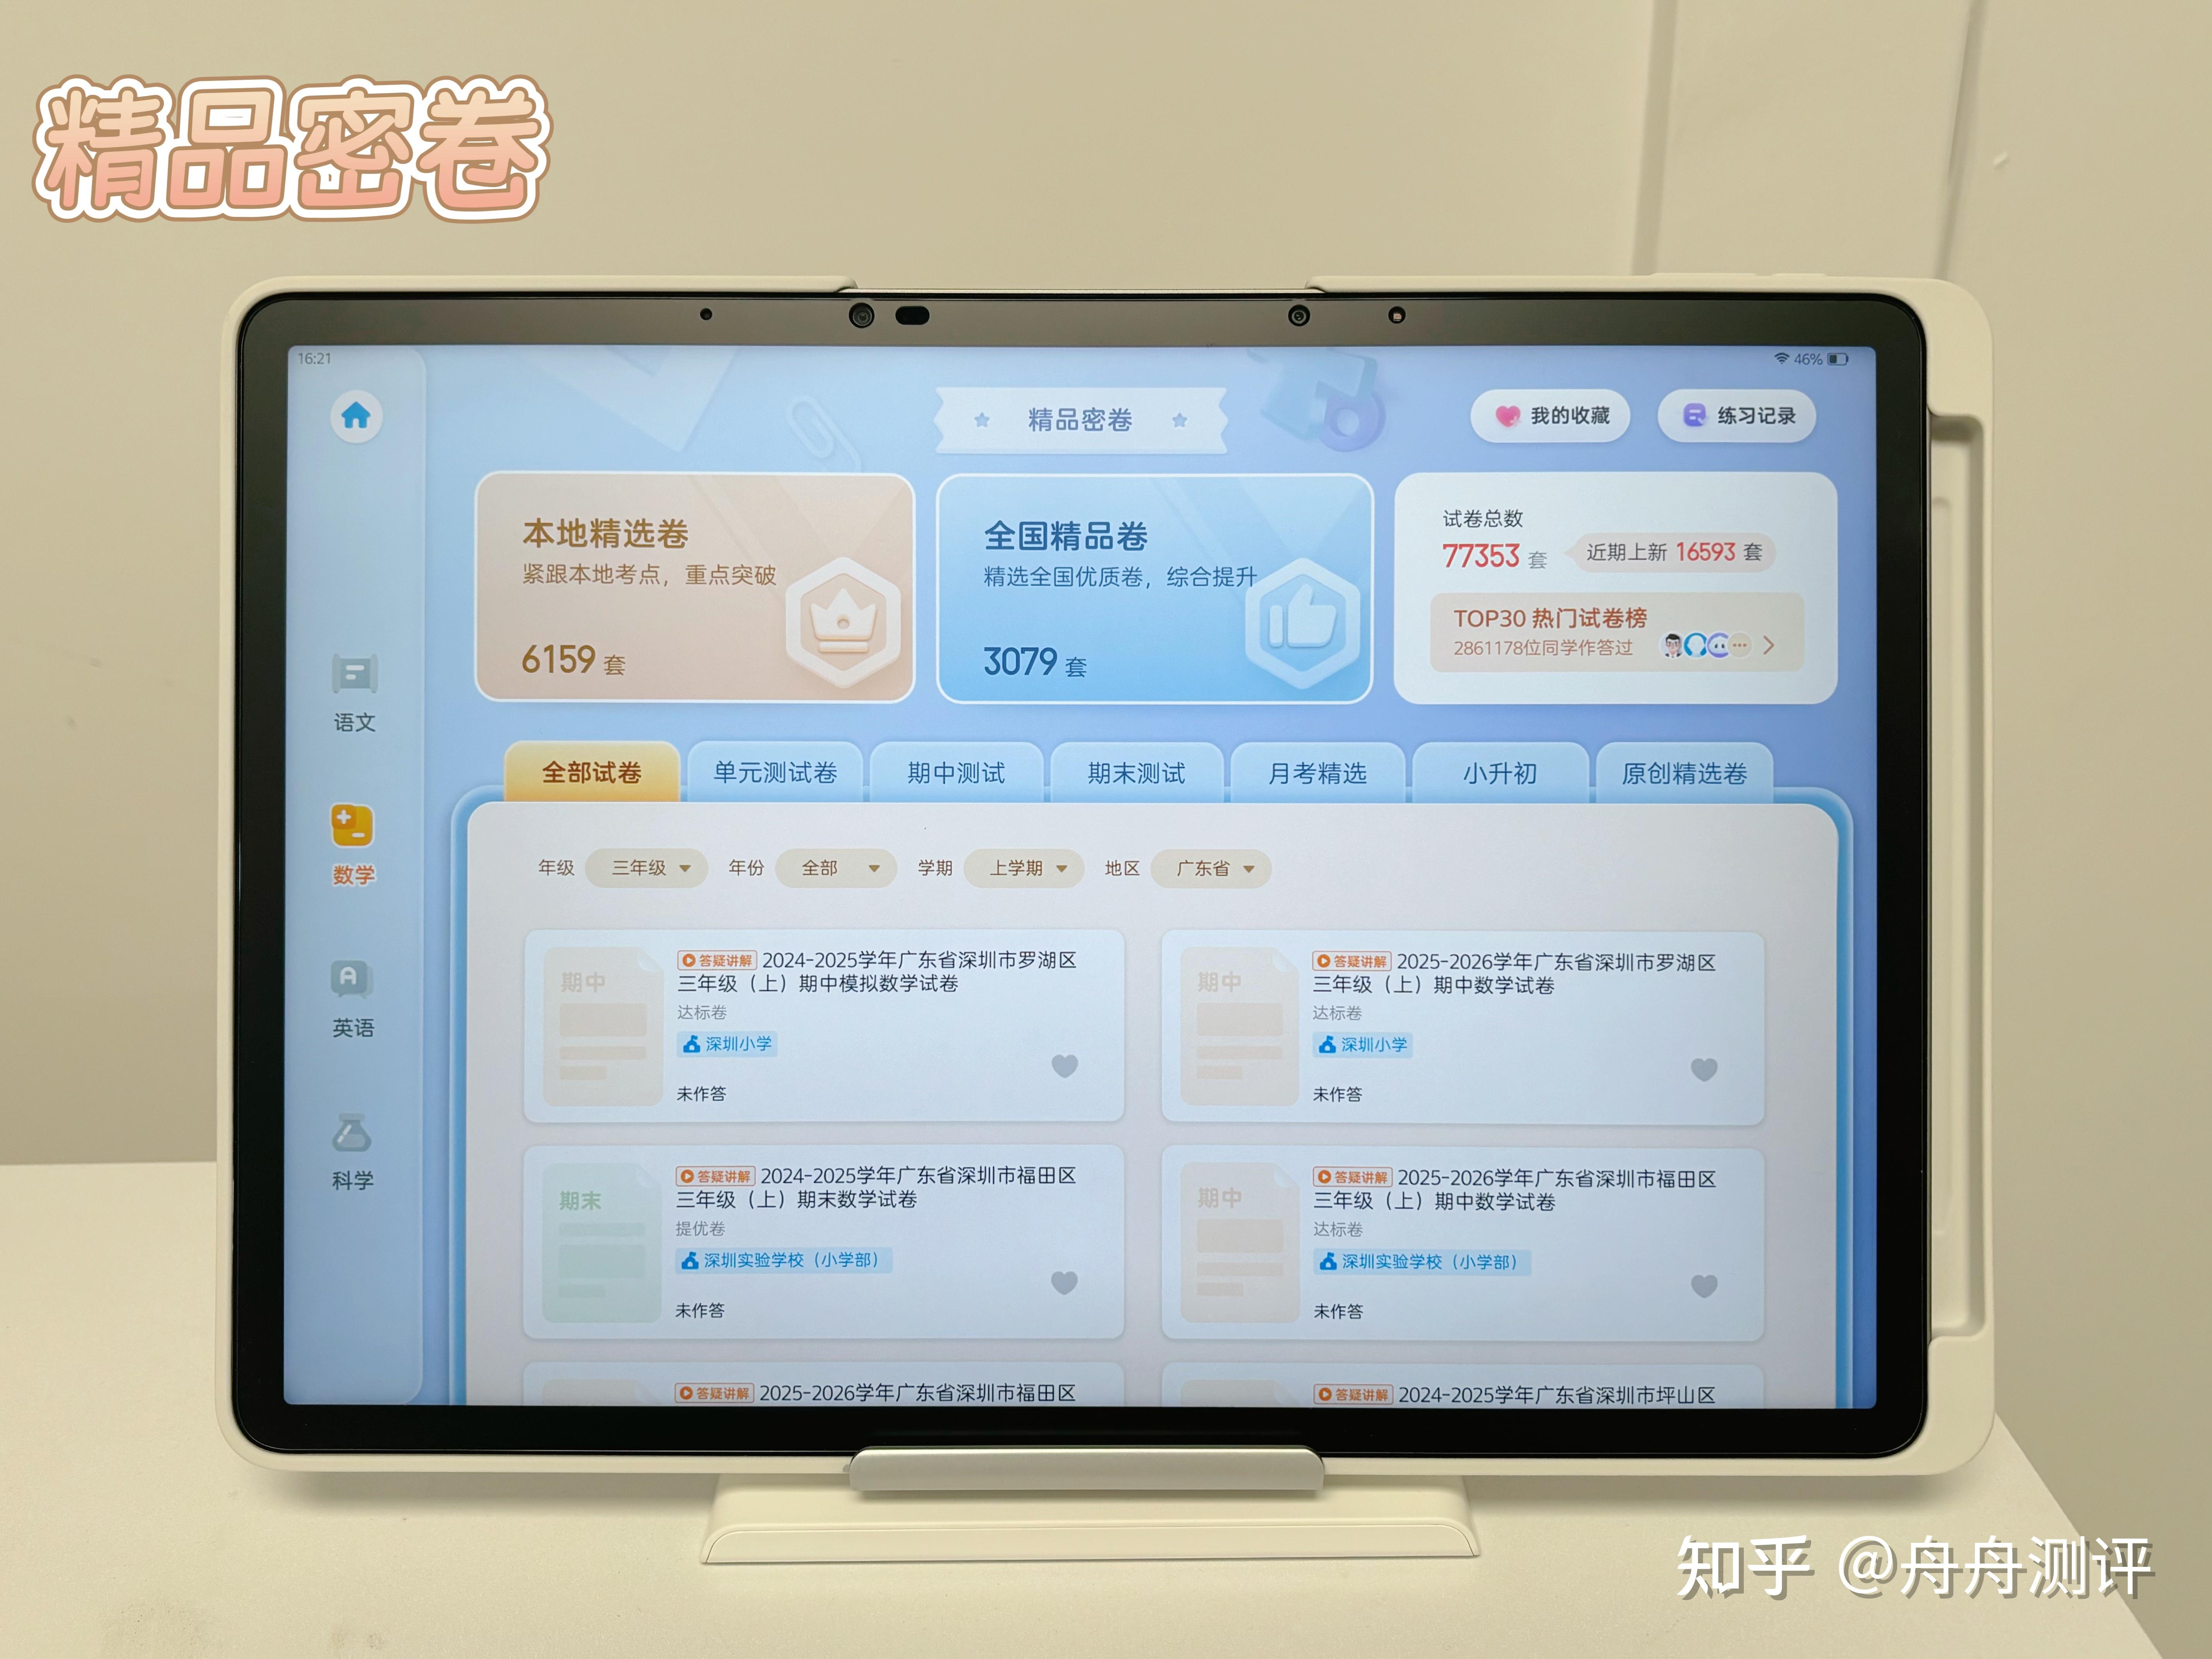 精品密卷
16:21
46%
精品密卷
我的收藏
练习记录
本地精选卷
紧跟本地考点，重点突破
6159 套
全国精品卷
精选全国优质卷，综合提升
3079 套
试卷总数
77353 套
近期上新 16593 套
TOP30 热门试卷榜
2861178位同学作答过
语文
数学
英语
科学
全部试卷
单元测试卷
期中测试
期末测试
月考精选
小升初
原创精选卷
年级 三年级 年份 全部 学期 上学期 地区 广东省
期中
答疑讲解 2024-2025学年广东省深圳市罗湖区
三年级（上）期中模拟数学试卷
达标卷
深圳小学
未作答
期中
答疑讲解 2025-2026学年广东省深圳市罗湖区
三年级（上）期中数学试卷
达标卷
深圳小学
未作答
期末
答疑讲解 2024-2025学年广东省深圳市福田区
三年级（上）期末数学试卷
提优卷
深圳实验学校（小学部）
未作答
期中
答疑讲解 2025-2026学年广东省深圳市福田区
三年级（上）期中数学试卷
达标卷
深圳实验学校（小学部）
未作答
答疑讲解 2025-2026学年广东省深圳市福田区
答疑讲解 2024-2025学年广东省深圳市坪山区
知乎 @舟舟测评